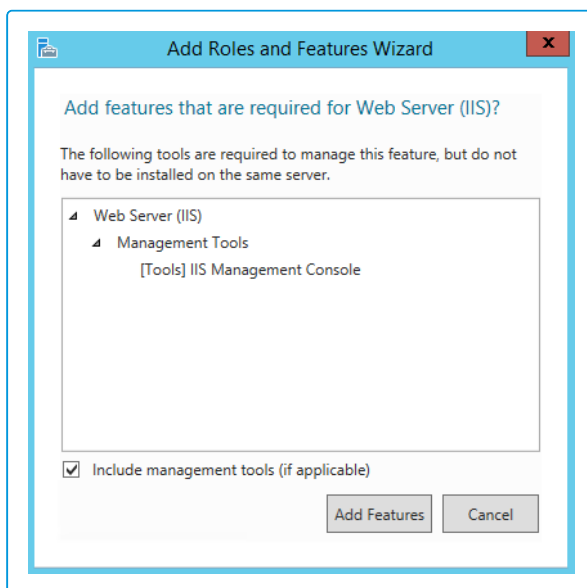 Add Roles and Features Wizard
x
Add features that are required for Web Server (IIS)?
The following tools are required to manage this feature, but do not
have to be installed on the same server.
Web Server (IIS)
Management Tools
[Tools] IIS Management Console
Include management tools (if applicable)
Add Features
Cancel